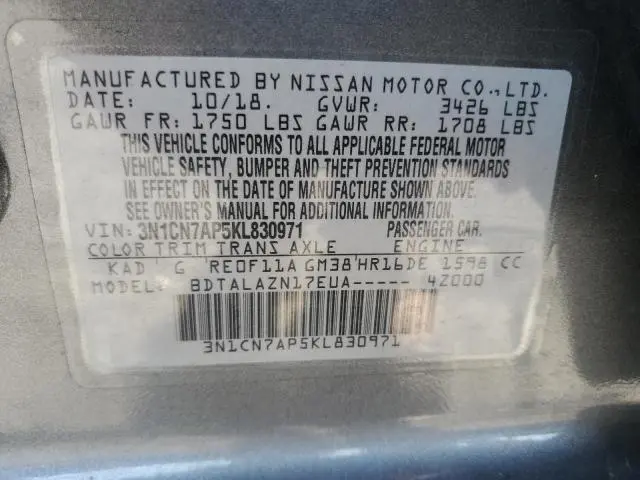 MANUFACTURED BY NISSAN MOTOR CO., LTD.
DATE: 10/18. GVWR: 3426 LBS
GAWR FR: 1750 LBS GAWR RR: 1708 LBS
THIS VEHICLE CONFORMS TO ALL APPLICABLE FEDERAL MOTOR
VEHICLE SAFETY, BUMPER AND THEFT PREVENTION STANDARDS
IN EFFECT ON THE DATE OF MANUFACTURE SHOWN ABOVE.
SEE OWNER'S MANUAL FOR ADDITIONAL INFORMATION.
VIN: 3N1CN7AP5KL830971 PASSENGER CAR.
COLOR TRIM TRANS AXLE ENGINE
KAD G RE0F11A GM38 HR16DE 1598 CC
MODEL: BDTALAZN17EUA----- 4Z000
3N1CN7AP5KL830971